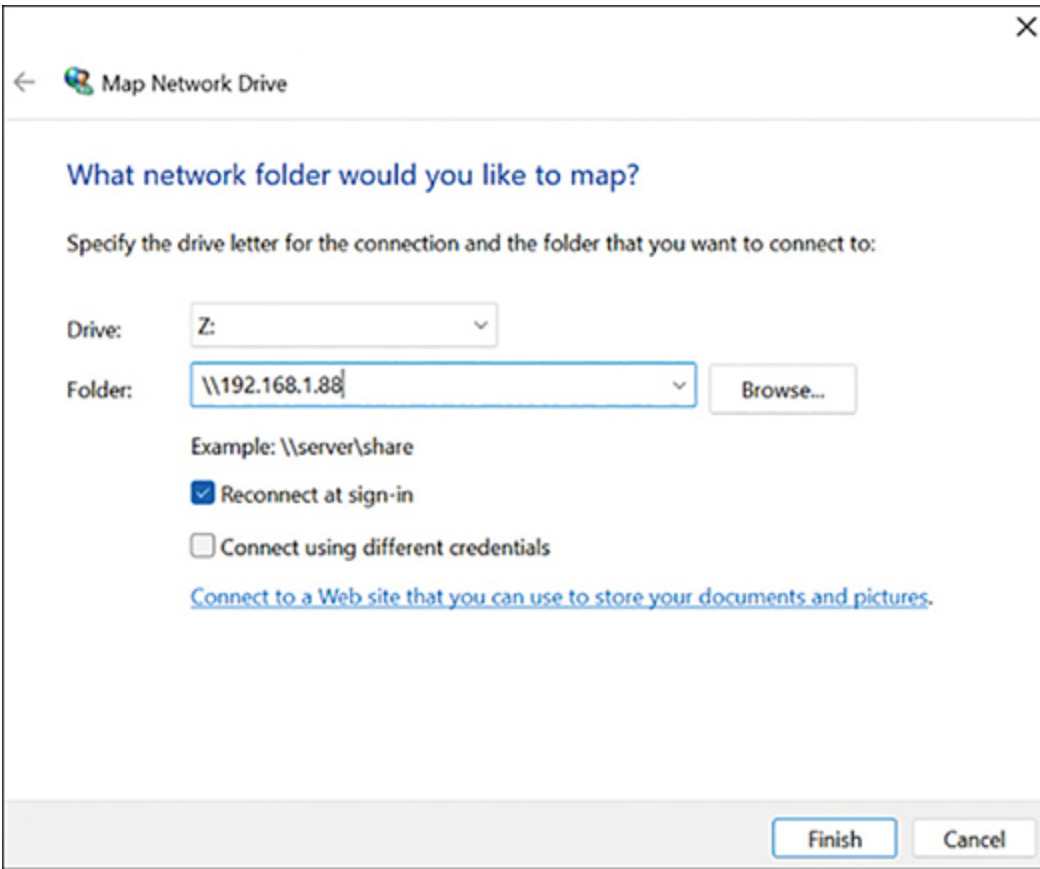 Map Network Drive
What network folder would you like to map?
Specify the drive letter for the connection and the folder that you want to connect to:
Drive: Z:
Folder: \\192.168.1.88 Browse...
Example: \\server\share
Reconnect at sign-in
Connect using different credentials
Connect to a Web site that you can use to store your documents and pictures.
Finish Cancel